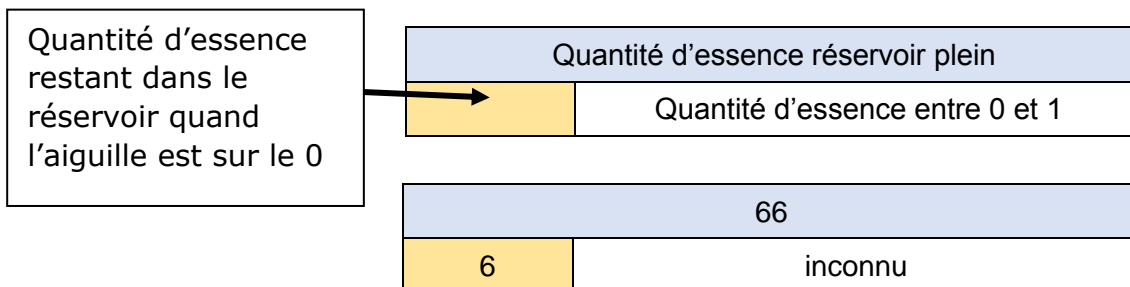 Quantité d’essence
restant dans le
réservoir quand
l’aiguille est sur le 0
Quantité d’essence réservoir plein
Quantité d’essence entre 0 et 1
66
6 inconnu